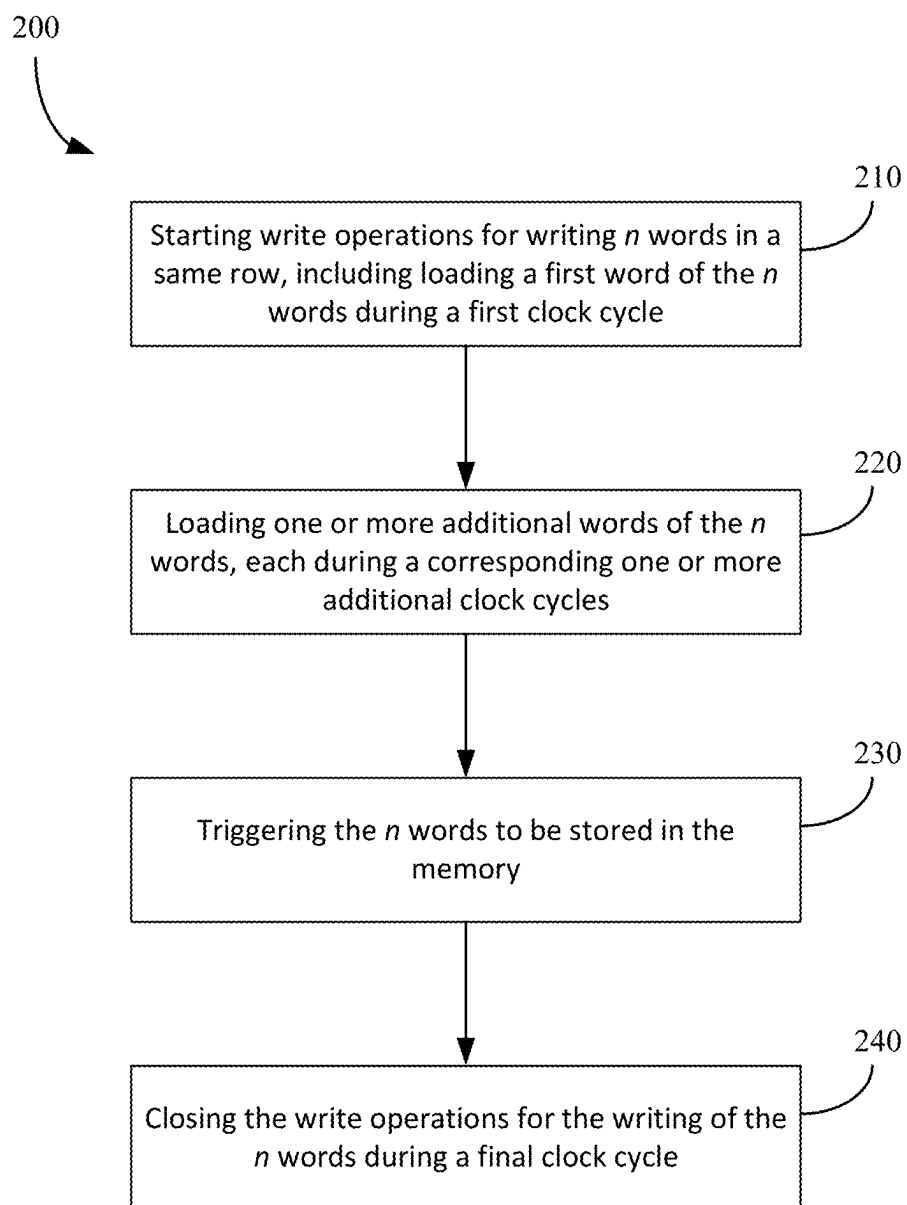 200
210
Starting write operations for writing n words in a
same row, including loading a first word of the n
words during a first clock cycle
220
Loading one or more additional words of the n
words, each during a corresponding one or more
additional clock cycles
230
Triggering the n words to be stored in the
memory
240
Closing the write operations for the writing of the
n words during a final clock cycle